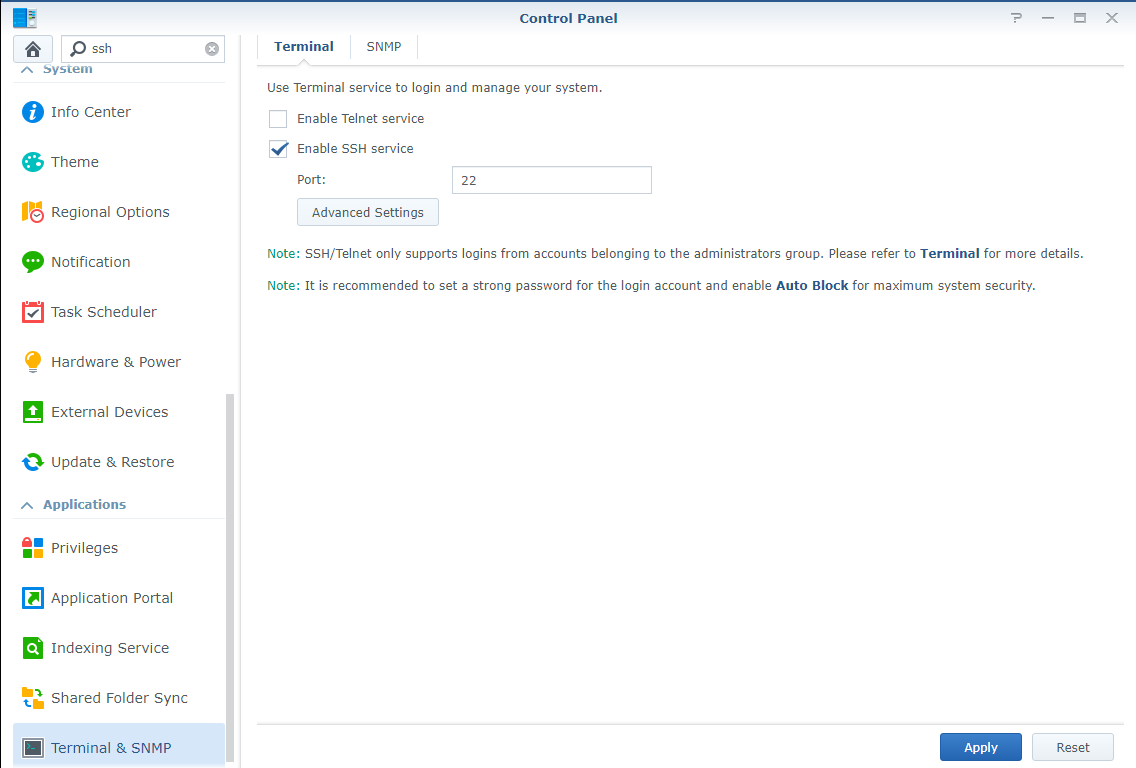 Control Panel
ssh
System
Info Center
Theme
Regional Options
Notification
Task Scheduler
Hardware & Power
External Devices
Update & Restore
Applications
Privileges
Application Portal
Indexing Service
Shared Folder Sync
Terminal & SNMP
Terminal SNMP
Use Terminal service to login and manage your system.
Enable Telnet service
Enable SSH service
Port: 22
Advanced Settings
Note: SSH/Telnet only supports logins from accounts belonging to the administrators group. Please refer to Terminal for more details.
Note: It is recommended to set a strong password for the login account and enable Auto Block for maximum system security.
Apply Reset